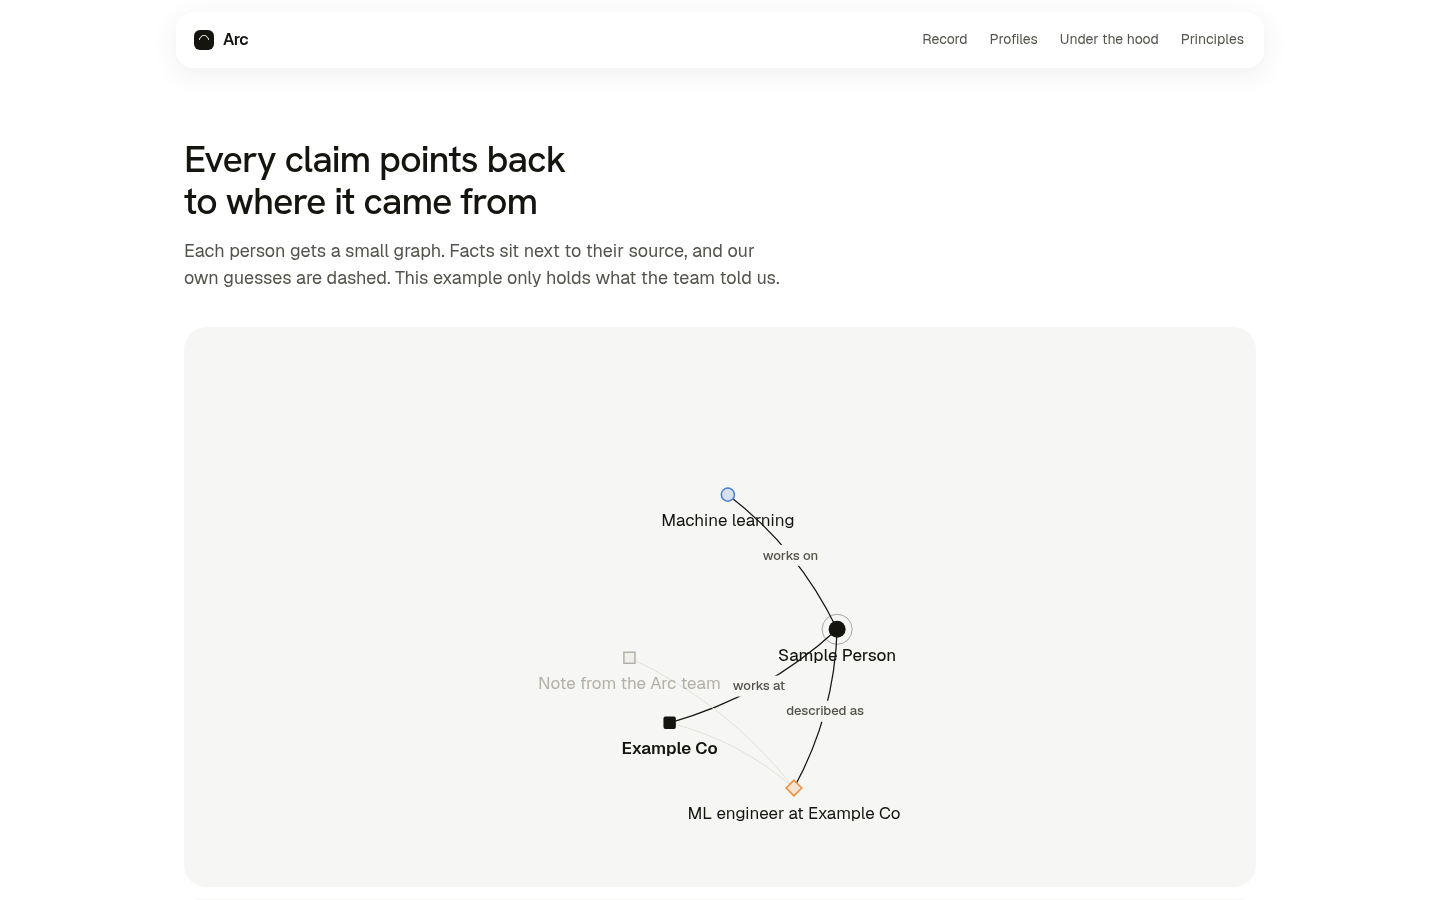 Arc
Record
Profiles
Under the hood
Principles
Every claim points back
to where it came from
Each person gets a small graph. Facts sit next to their source, and our
own guesses are dashed. This example only holds what the team told us.
Machine learning
works on
Sample Person
Note from the Arc team
works at
described as
Example Co
ML engineer at Example Co